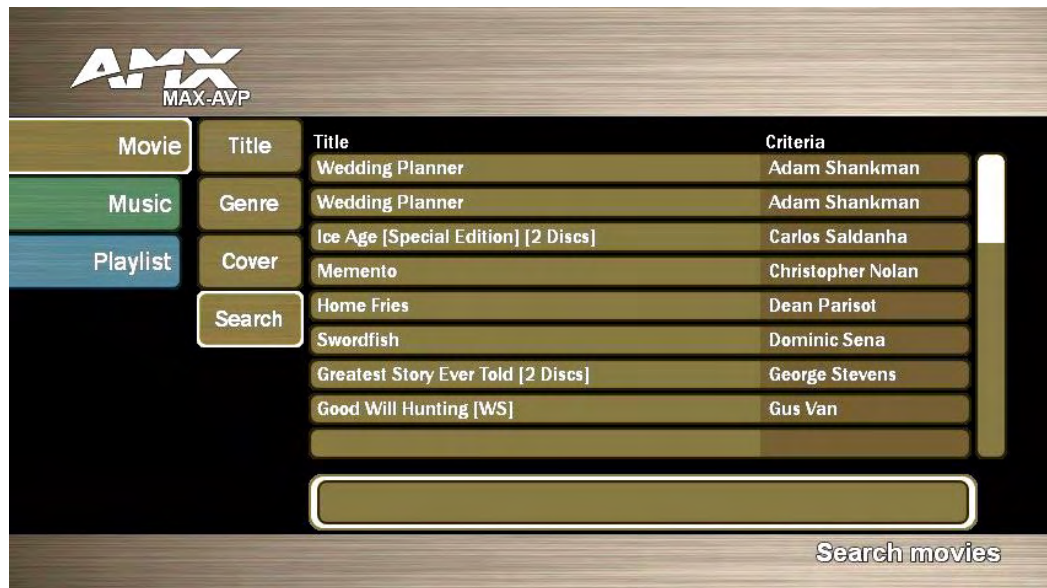 AMX
MAX-AVP
Movie
Music
Playlist
Title
Genre
Cover
Search
Title Criteria
Wedding Planner Adam Shankman
Wedding Planner Adam Shankman
Ice Age [Special Edition] [2 Discs] Carlos Saldanha
Memento Christopher Nolan
Home Fries Dean Parisot
Swordfish Dominic Sena
Greatest Story Ever Told [2 Discs] George Stevens
Good Will Hunting [WS] Gus Van
Search movies